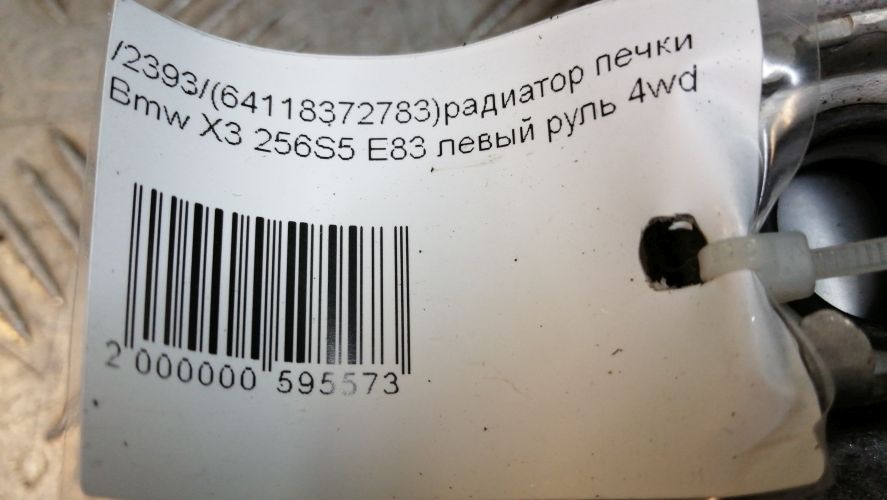 /2393/(64118372783)радиатор печки
Bmw X3 256S5 E83 левый руль 4wd
2 000000 595573